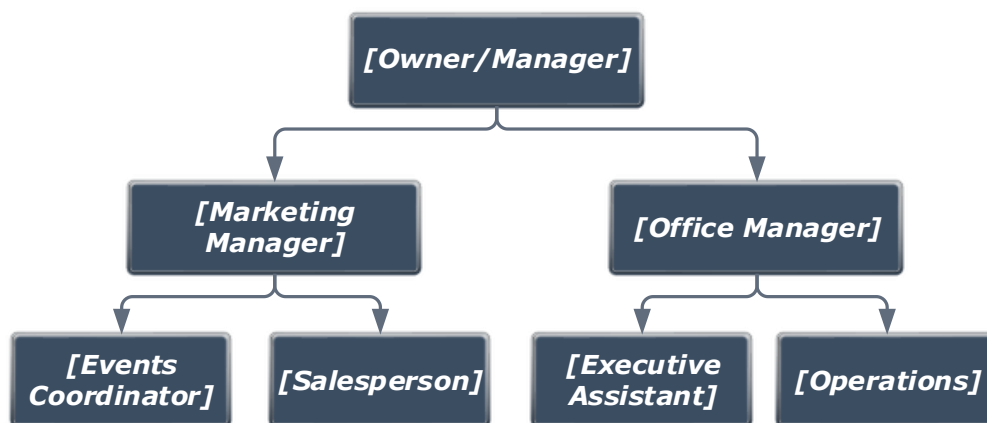 [Owner/Manager]
[Marketing
Manager]
[Office Manager]
[Events
Coordinator]
[Salesperson]
[Executive
Assistant]
[Operations]